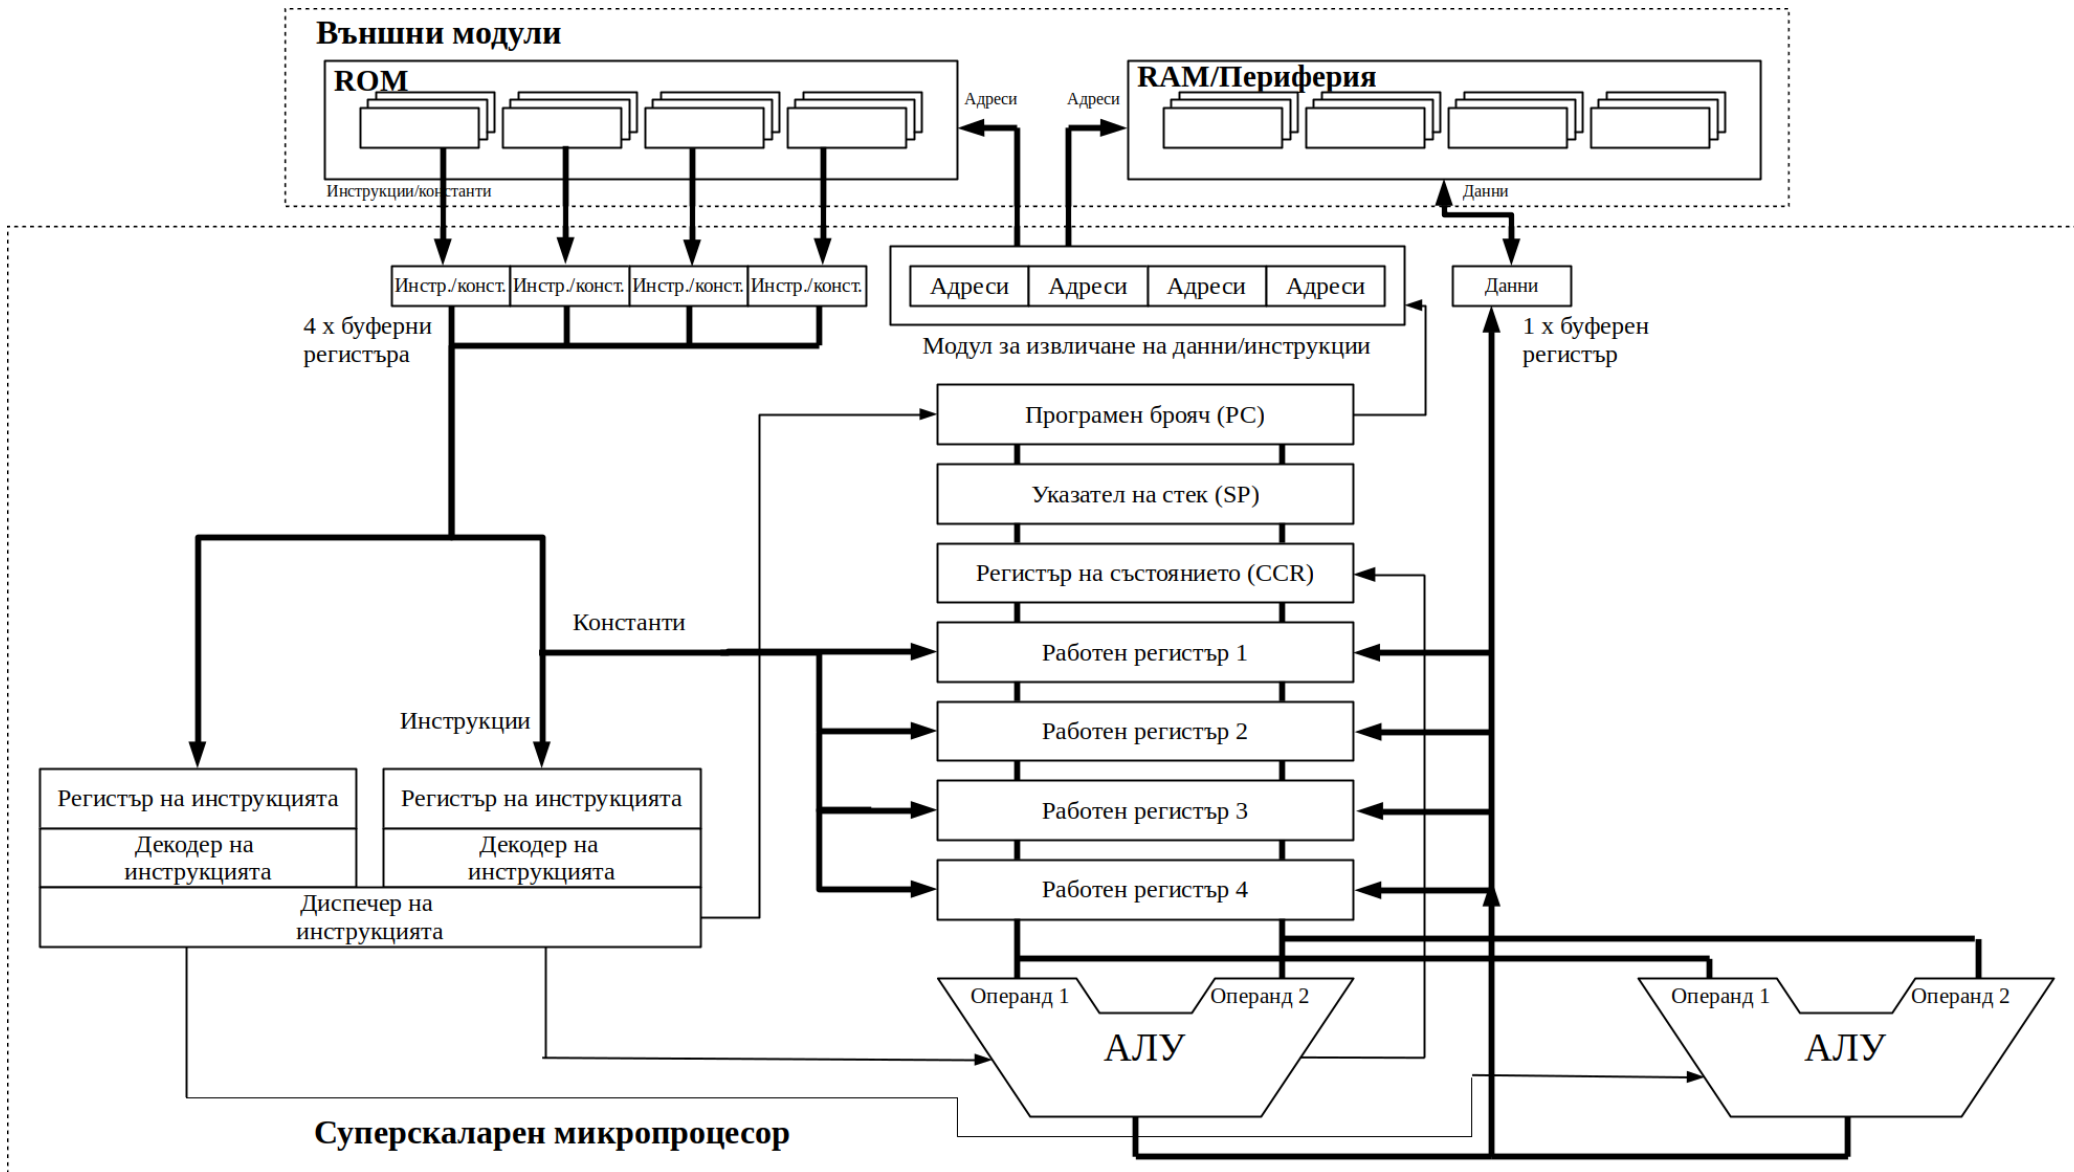 Външни модули
ROM
RAM/Периферия
Адреси
Адреси
Инструкции/константи
Данни
Инстр./конст.
Инстр./конст.
Инстр./конст.
Инстр./конст.
Адреси
Адреси
Адреси
Адреси
Данни
4 х буферни
регистъра
Модул за извличане на данни/инструкции
1 х буферен
регистър
Програмен брояч (PC)
Указател на стек (SP)
Регистър на състоянието (CCR)
Константи
Работен регистър 1
Инструкции
Работен регистър 2
Регистър на инструкцията
Регистър на инструкцията
Работен регистър 3
Декодер на
инструкцията
Декодер на
инструкцията
Работен регистър 4
Диспечер на
инструкцията
Операнд 1
Операнд 2
АЛУ
Операнд 1
Операнд 2
АЛУ
Суперскаларен микропроцесор